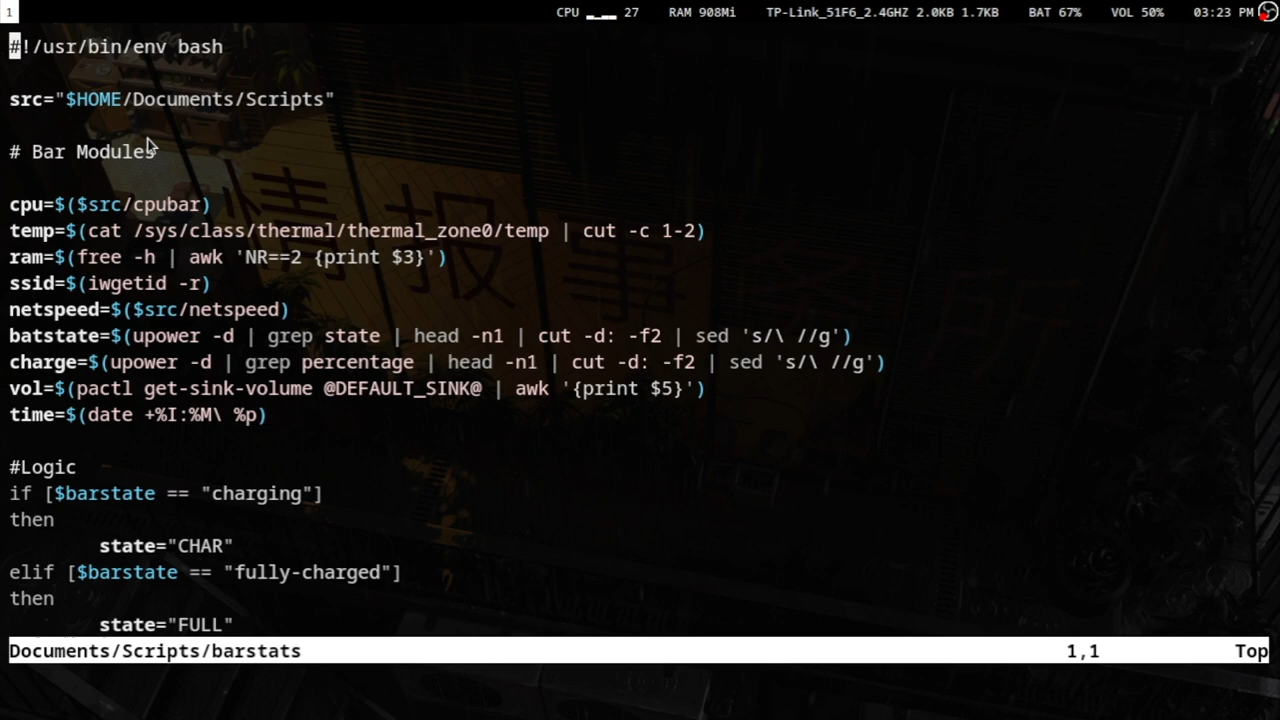 1 CPU ▂▁▂▂ 27 RAM 908Mi TP-Link_51F6_2.4GHZ 2.0KB 1.7KB BAT 67% VOL 50% 03:23 PM
#!/usr/bin/env bash
src="$HOME/Documents/Scripts"
# Bar Modules
cpu=$($src/cpubar)
temp=$(cat /sys/class/thermal/thermal_zone0/temp | cut -c 1-2)
ram=$(free -h | awk 'NR==2 {print $3}')
ssid=$(iwgetid -r)
netspeed=$($src/netspeed)
batstate=$(upower -d | grep state | head -n1 | cut -d: -f2 | sed 's/\ //g')
charge=$(upower -d | grep percentage | head -n1 | cut -d: -f2 | sed 's/\ //g')
vol=$(pactl get-sink-volume @DEFAULT_SINK@ | awk '{print $5}')
time=$(date +%I:%M\ %p)
#Logic
if [$barstate == "charging"]
then
state="CHAR"
elif [$barstate == "fully-charged"]
then
state="FULL"
Documents/Scripts/barstats 1,1 Top
情报事务所